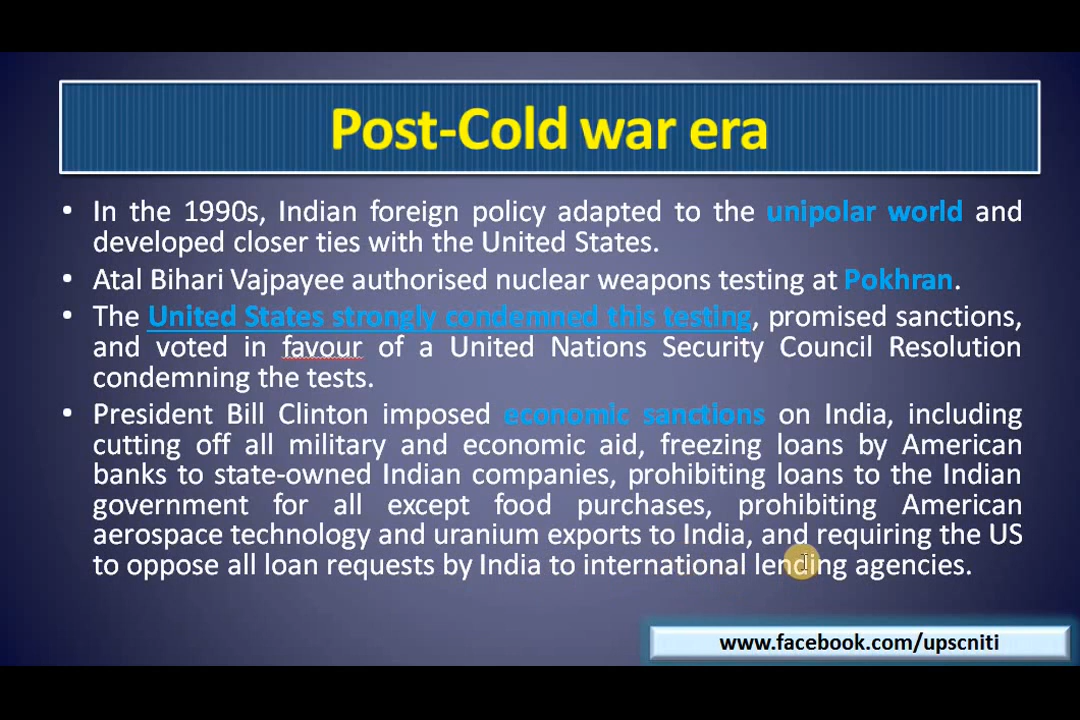 Post-Cold war era
• In the 1990s, Indian foreign policy adapted to the unipolar world and
developed closer ties with the United States.
• Atal Bihari Vajpayee authorised nuclear weapons testing at Pokhran.
• The United States strongly condemned this testing, promised sanctions,
and voted in favour of a United Nations Security Council Resolution
condemning the tests.
• President Bill Clinton imposed economic sanctions on India, including
cutting off all military and economic aid, freezing loans by American
banks to state-owned Indian companies, prohibiting loans to the Indian
government for all except food purchases, prohibiting American
aerospace technology and uranium exports to India, and requiring the US
to oppose all loan requests by India to international lending agencies.
www.facebook.com/upscniti